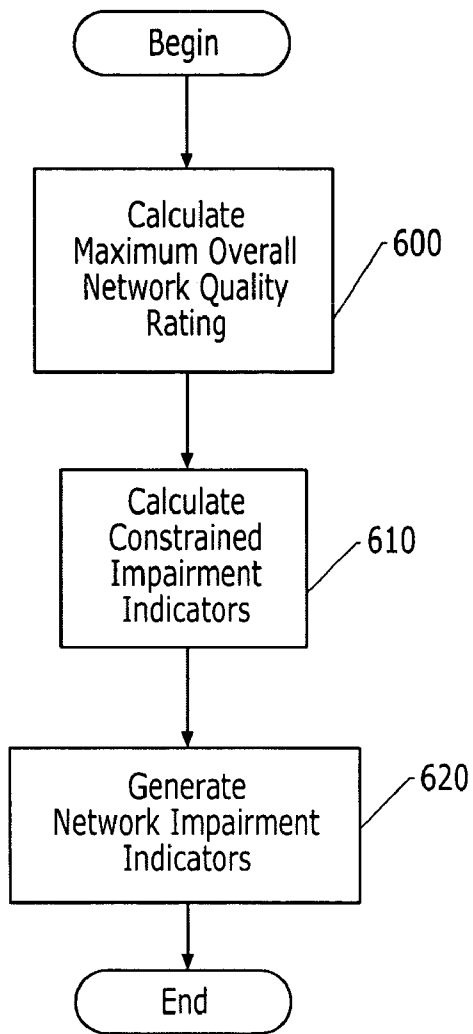 Begin
Calculate
Maximum Overall
Network Quality
Rating
600
Calculate
Constrained
Impairment
Indicators
610
Generate
Network Impairment
Indicators
620
End